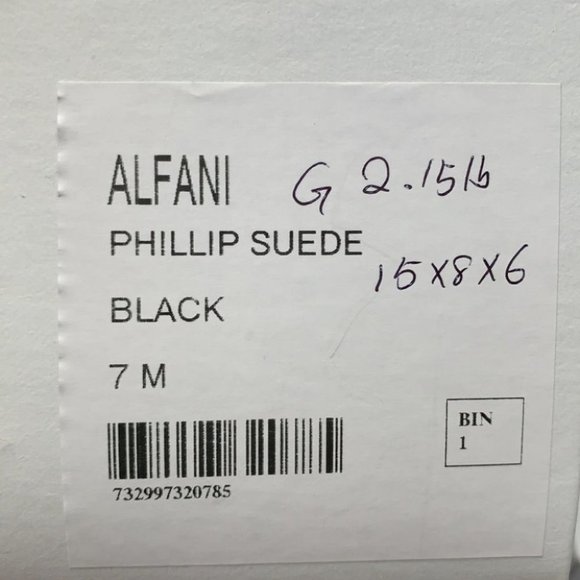 ALFANI G 2.15lb
PHILLIP SUEDE
15X8X6
BLACK
7 M
BIN
1
732997320785